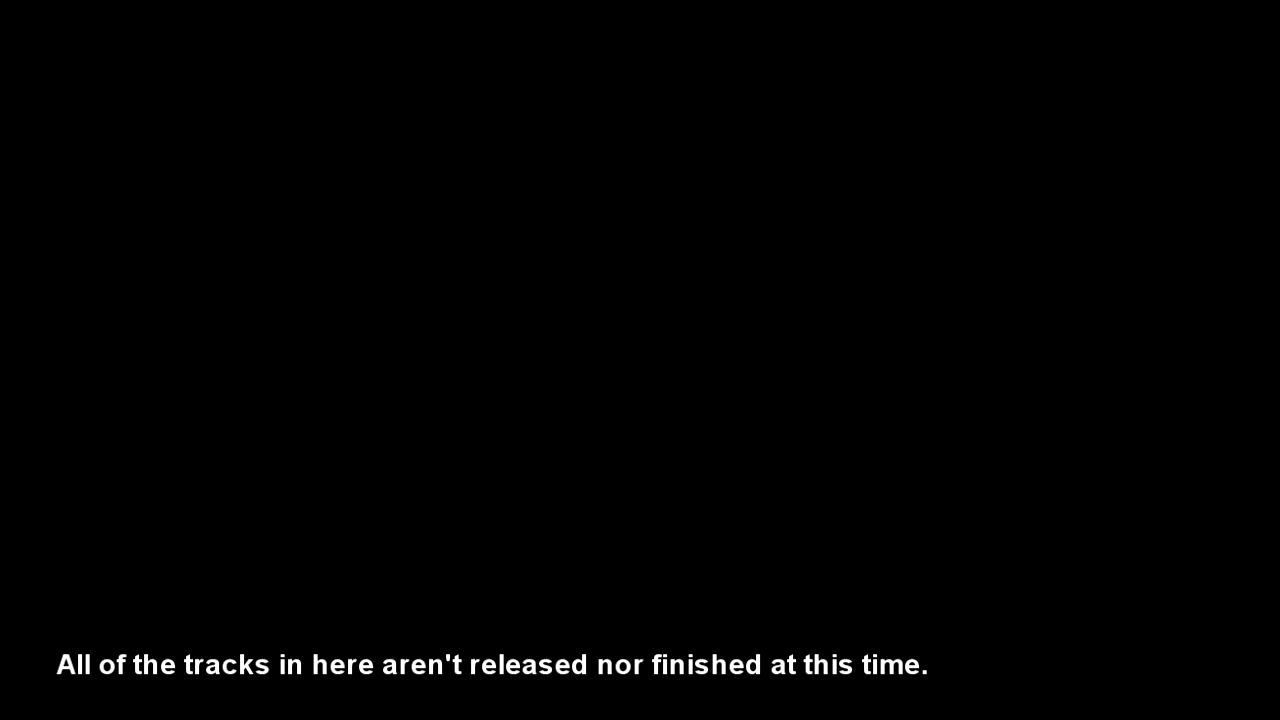 All of the tracks in here aren't released nor finished at this time.